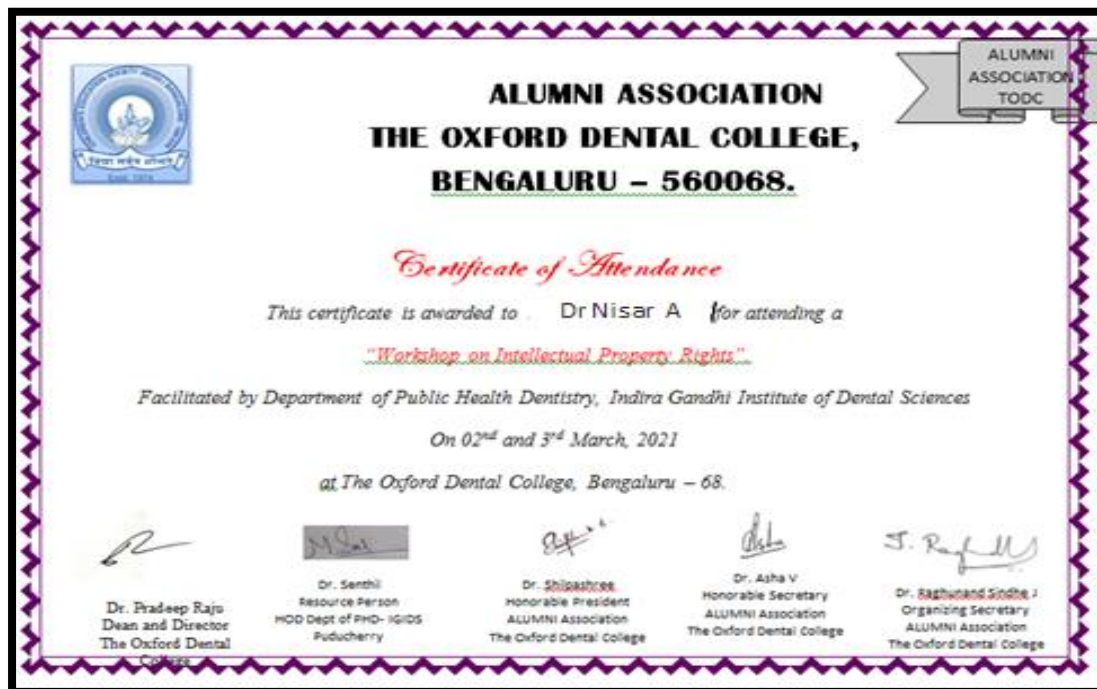 ALUMNI
ASSOCIATION
TODC
ALUMNI ASSOCIATION
THE OXFORD DENTAL COLLEGE,
BENGALURU – 560068.
Certificate of Attendance
This certificate is awarded to . Dr Nisar A for attending a
“Workshop on Intellectual Property Rights”.
Facilitated by Department of Public Health Dentistry, Indira Gandhi Institute of Dental Sciences
On 02nd and 3rd March, 2021
at The Oxford Dental College, Bengaluru – 68.
Dr. Pradeep Raju
Dean and Director
The Oxford Dental
College
Dr. Senthil
Resource Person
HOD Dept of PHD- IGIDS
Puducherry
Dr. Shilpashree
Honorable President
ALUMNI Association
The Oxford Dental College
Asha
Dr. Asha V
Honorable Secretary
ALUMNI Association
The Oxford Dental College
Dr. Raghunand Sindhe J
Organizing Secretary
ALUMNI Association
The Oxford Dental College